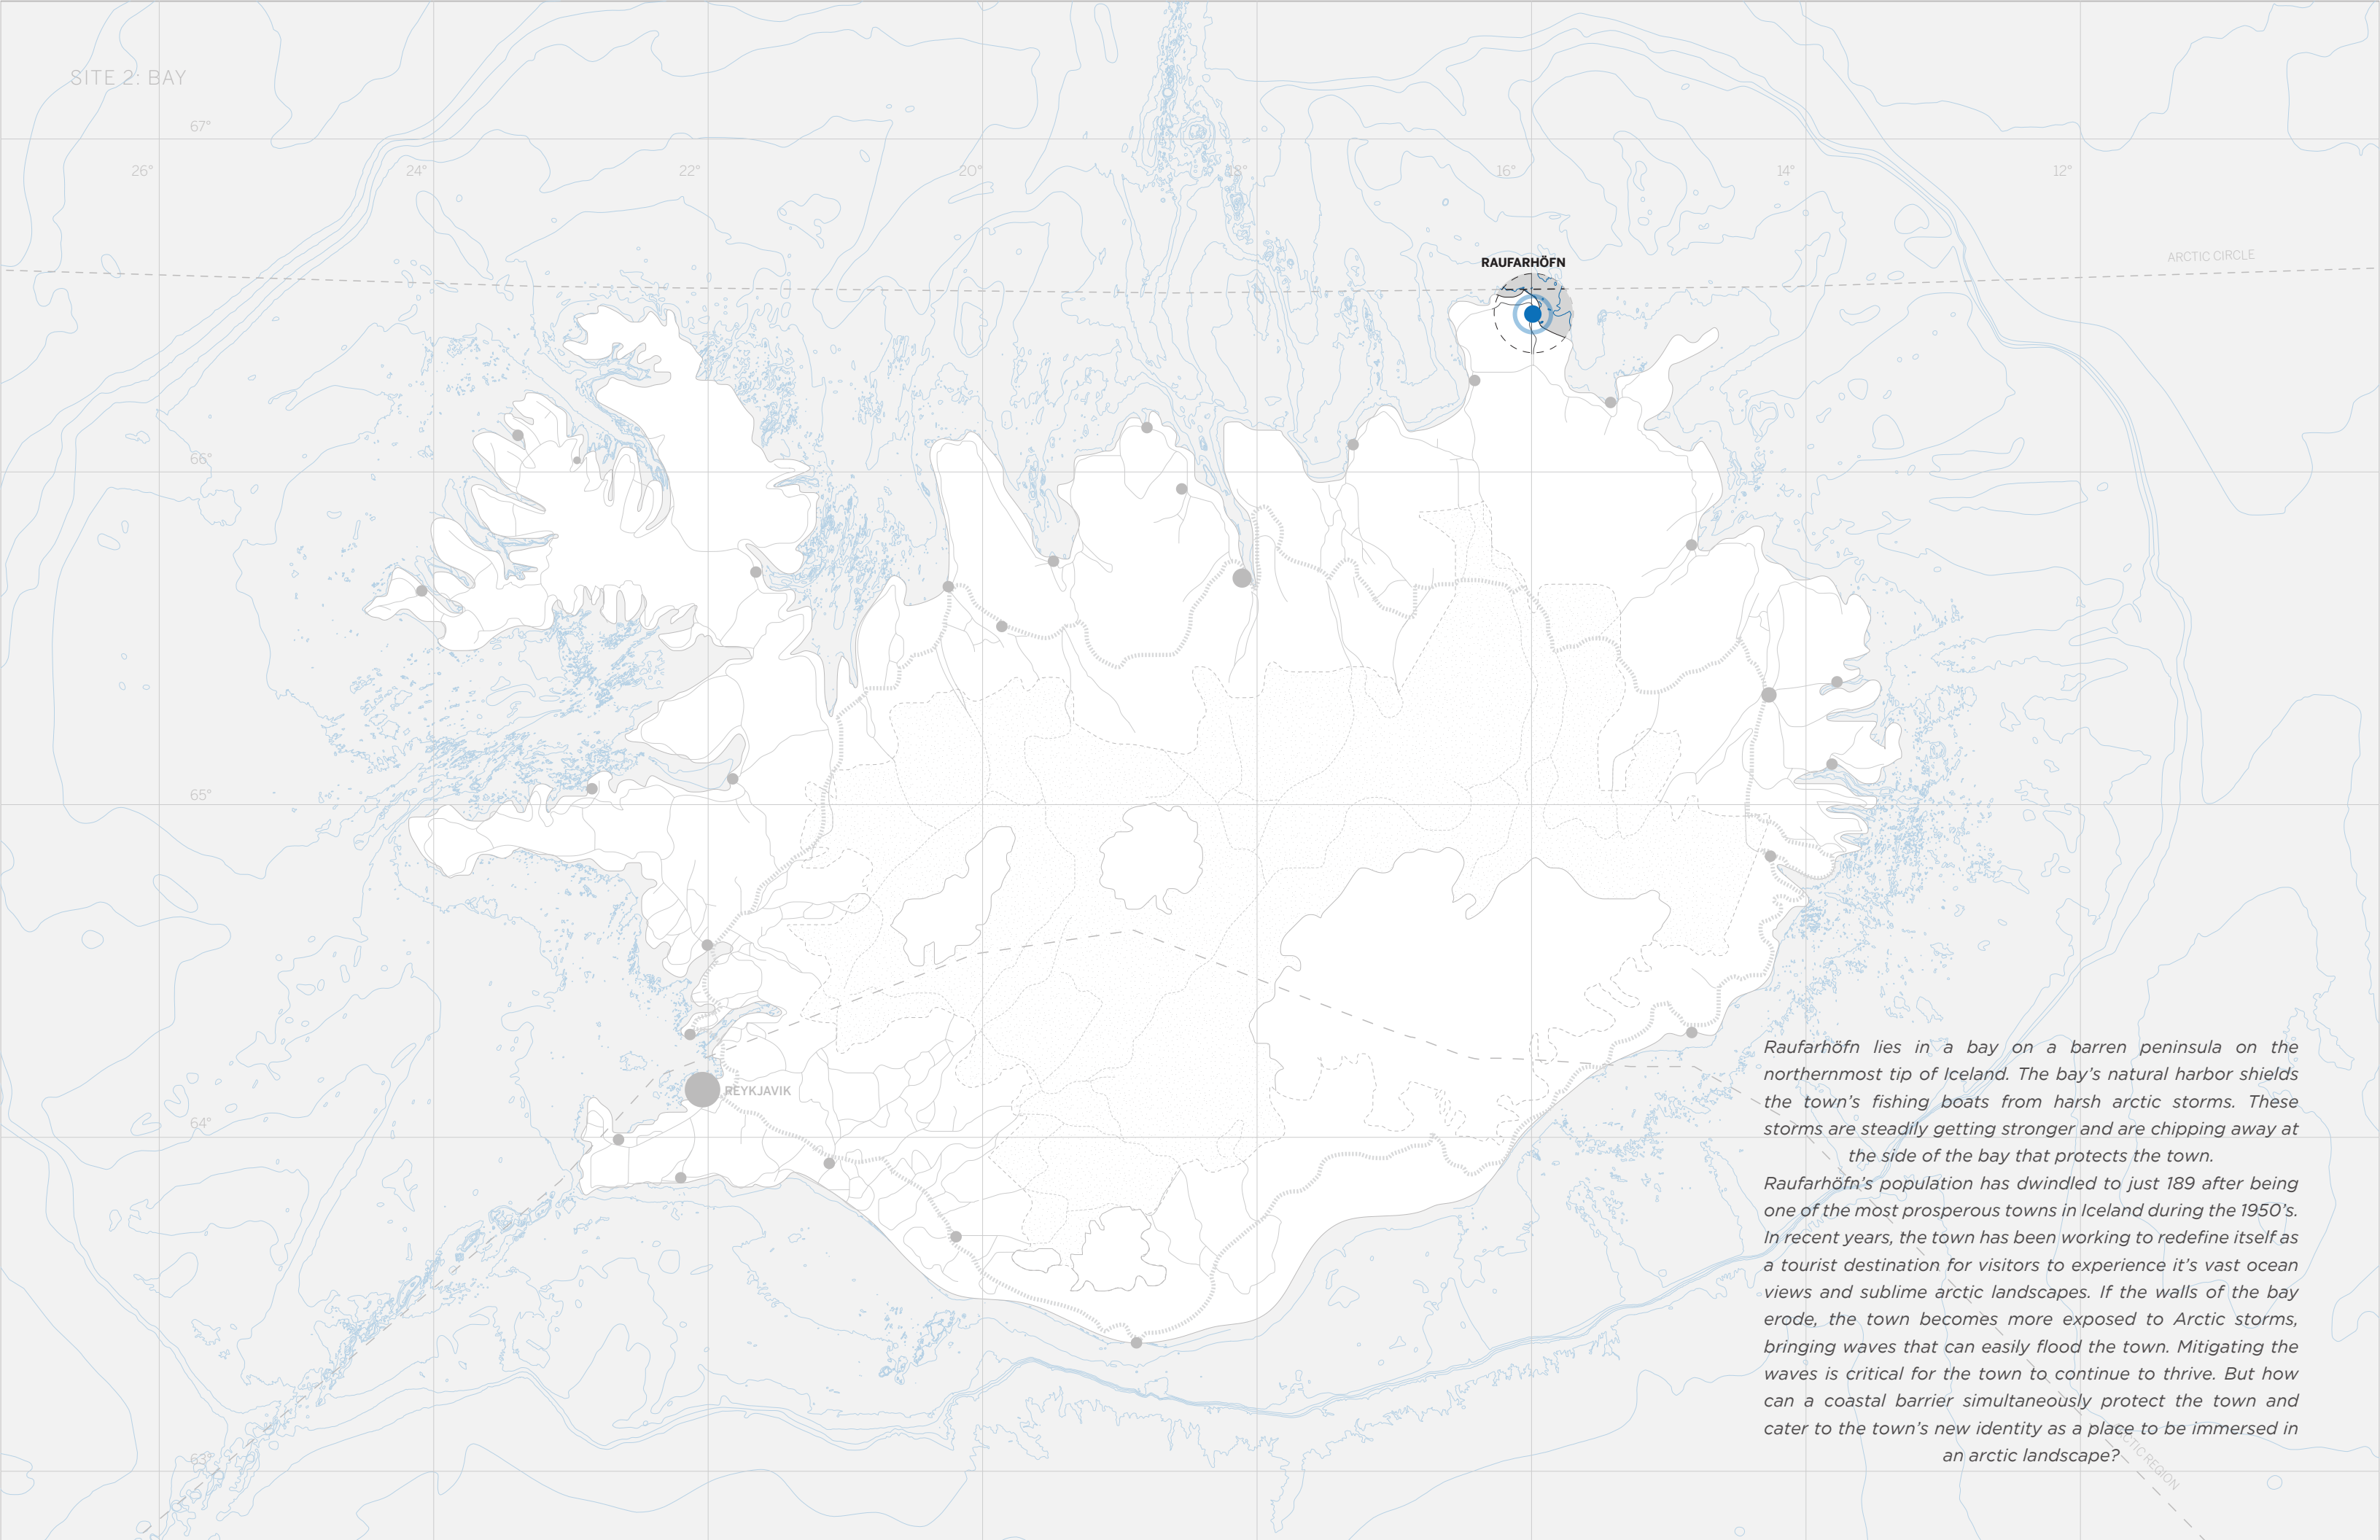 SITE 2: BAY
67°
26°
24°
22°
20°
18°
16°
14°
12°
ARCTIC CIRCLE
RAUFARHÖFN
66°
65°
REYKJAVIK
64°
63°
Raufarhöfn lies in a bay on a barren peninsula on the
northernmost tip of Iceland. The bay's natural harbor shields
the town's fishing boats from harsh arctic storms. These
storms are steadily getting stronger and are chipping away at
the side of the bay that protects the town.
Raufarhöfn's population has dwindled to just 189 after being
one of the most prosperous towns in Iceland during the 1950's.
In recent years, the town has been working to redefine itself as
a tourist destination for visitors to experience it's vast ocean
views and sublime arctic landscapes. If the walls of the bay
erode, the town becomes more exposed to Arctic storms,
bringing waves that can easily flood the town. Mitigating the
waves is critical for the town to continue to thrive. But how
can a coastal barrier simultaneously protect the town and
cater to the town's new identity as a place to be immersed in
an arctic landscape?
ARCTIC REGION